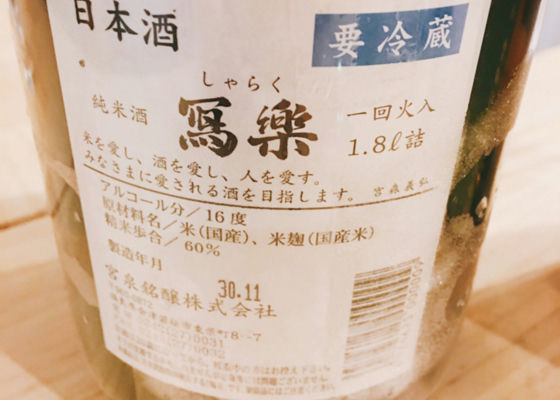 日本酒
要冷蔵
しゃらく
純米酒
寫樂
一回火入
1.8ℓ詰
米を愛し、酒を愛し、人を愛す。
みなさまに愛される酒を目指します。 宮泉義弘
アルコール分/16度
原材料名/米(国産)、米麹(国産米)
精米歩合/60%
製造年月
30.11
宮泉銘醸株式会社